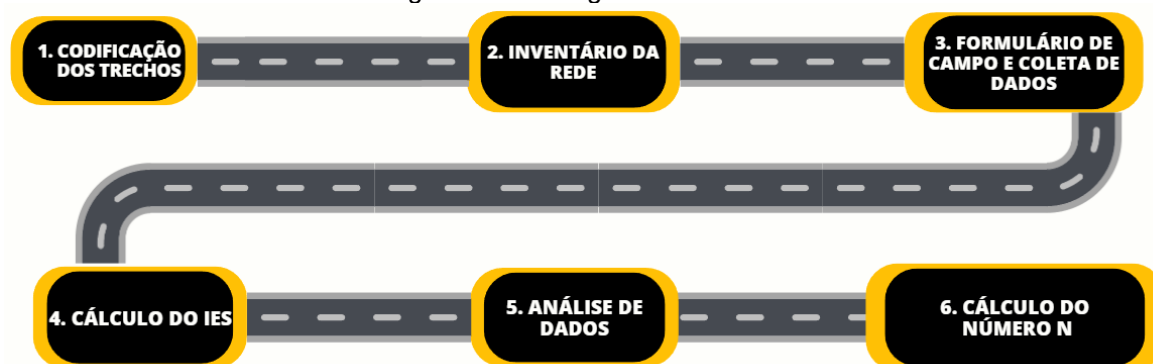 1. CODIFICAÇÃO
DOS TRECHOS
2. INVENTÁRIO DA
REDE
3. FORMULÁRIO DE
CAMPO E COLETA DE
DADOS
4. CÁLCULO DO IES
5. ANÁLISE DE
DADOS
6. CÁLCULO DO
NÚMERO N